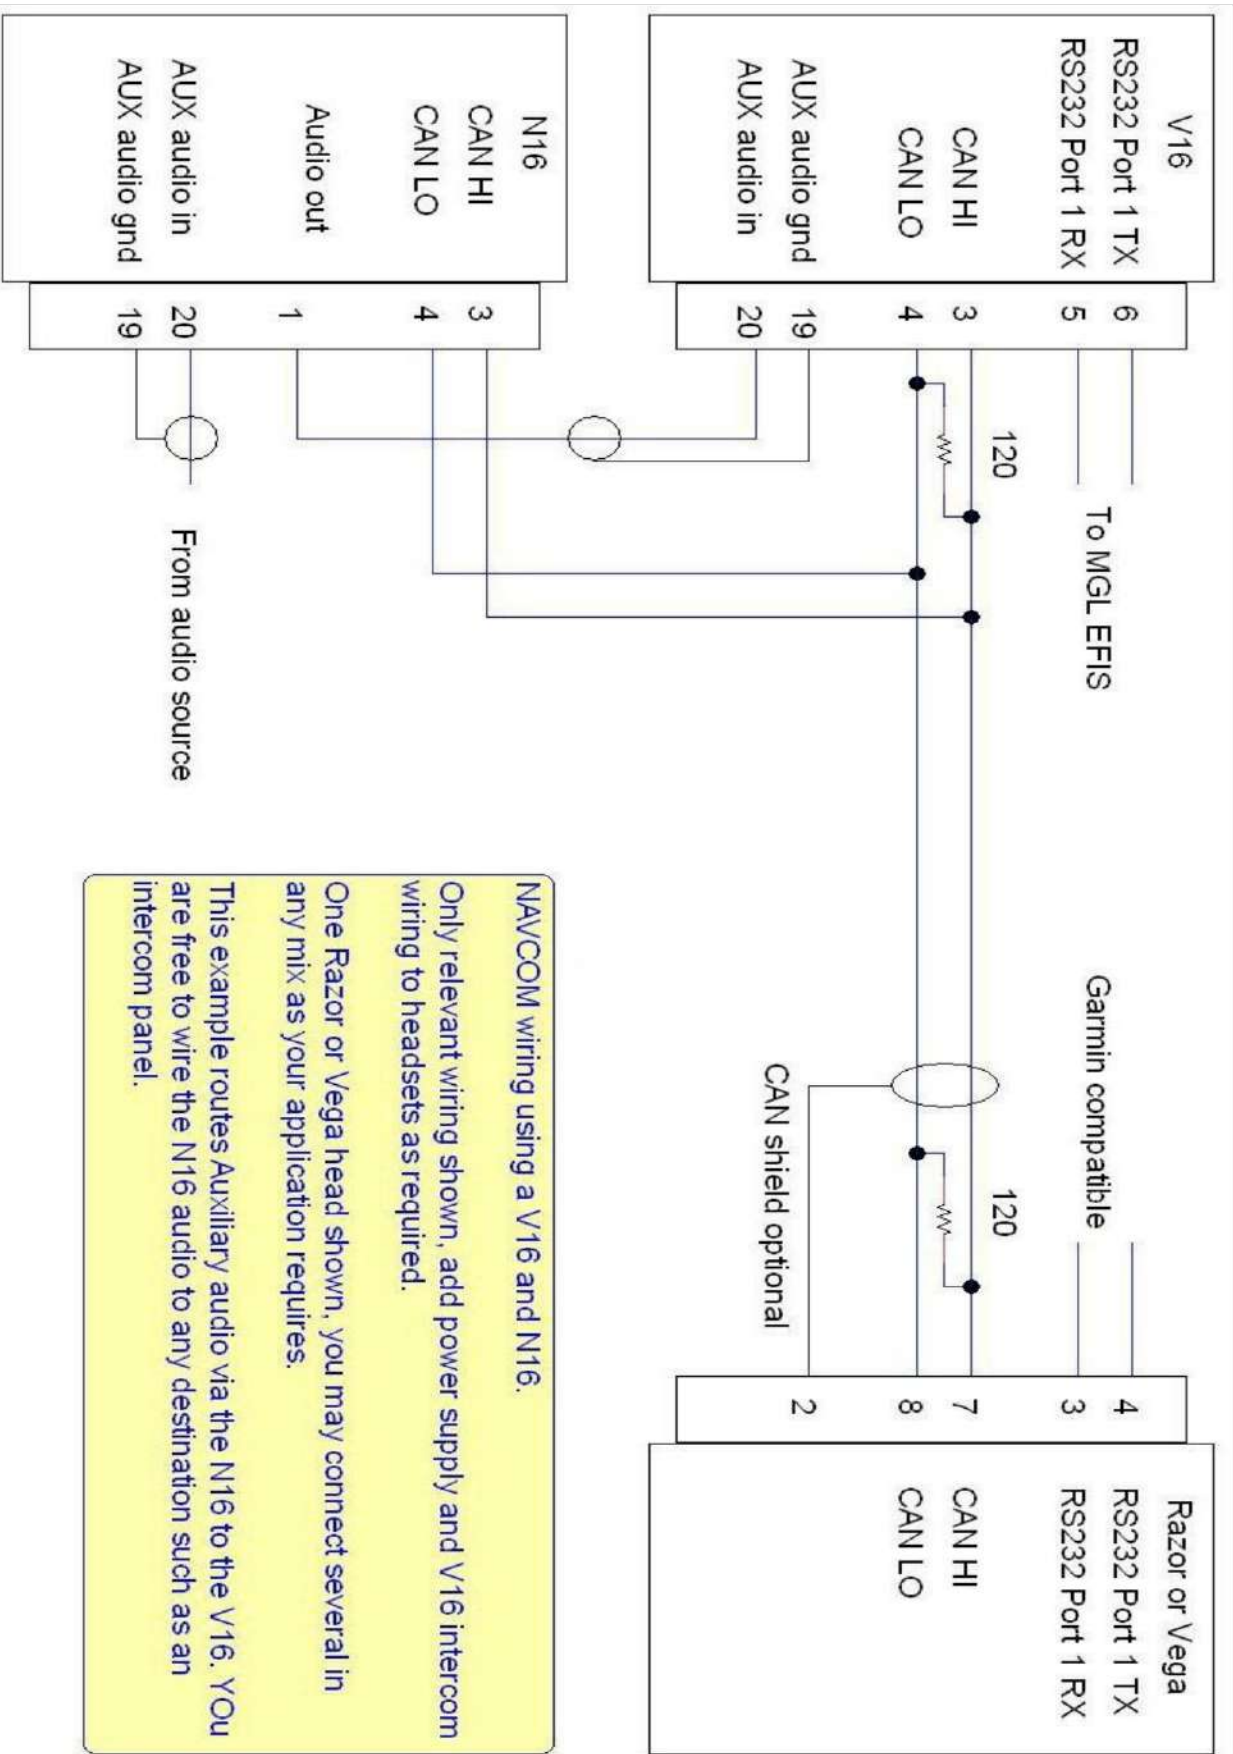 V16
RS232 Port 1 TX
RS232 Port 1 RX
CAN HI
CAN LO
AUX audio gnd
AUX audio in
6
5
3
4
19
20
To MGL EFIS
120
Garmin compatible
120
CAN shield optional
4
3
7
8
2
Razor or Vega
RS232 Port 1 TX
RS232 Port 1 RX
CAN HI
CAN LO
N16
CAN HI
CAN LO
Audio out
AUX audio in
AUX audio gnd
3
4
1
20
19
From audio source
NAVCOM wiring using a V16 and N16.
Only relevant wiring shown, add power supply and V16 intercom
wiring to headsets as required.
One Razor or Vega head shown, you may connect several in
any mix as your application requires.
This example routes Auxiliary audio via the N16 to the V16. YOu
are free to wire the N16 audio to any destination such as an
intercom panel.